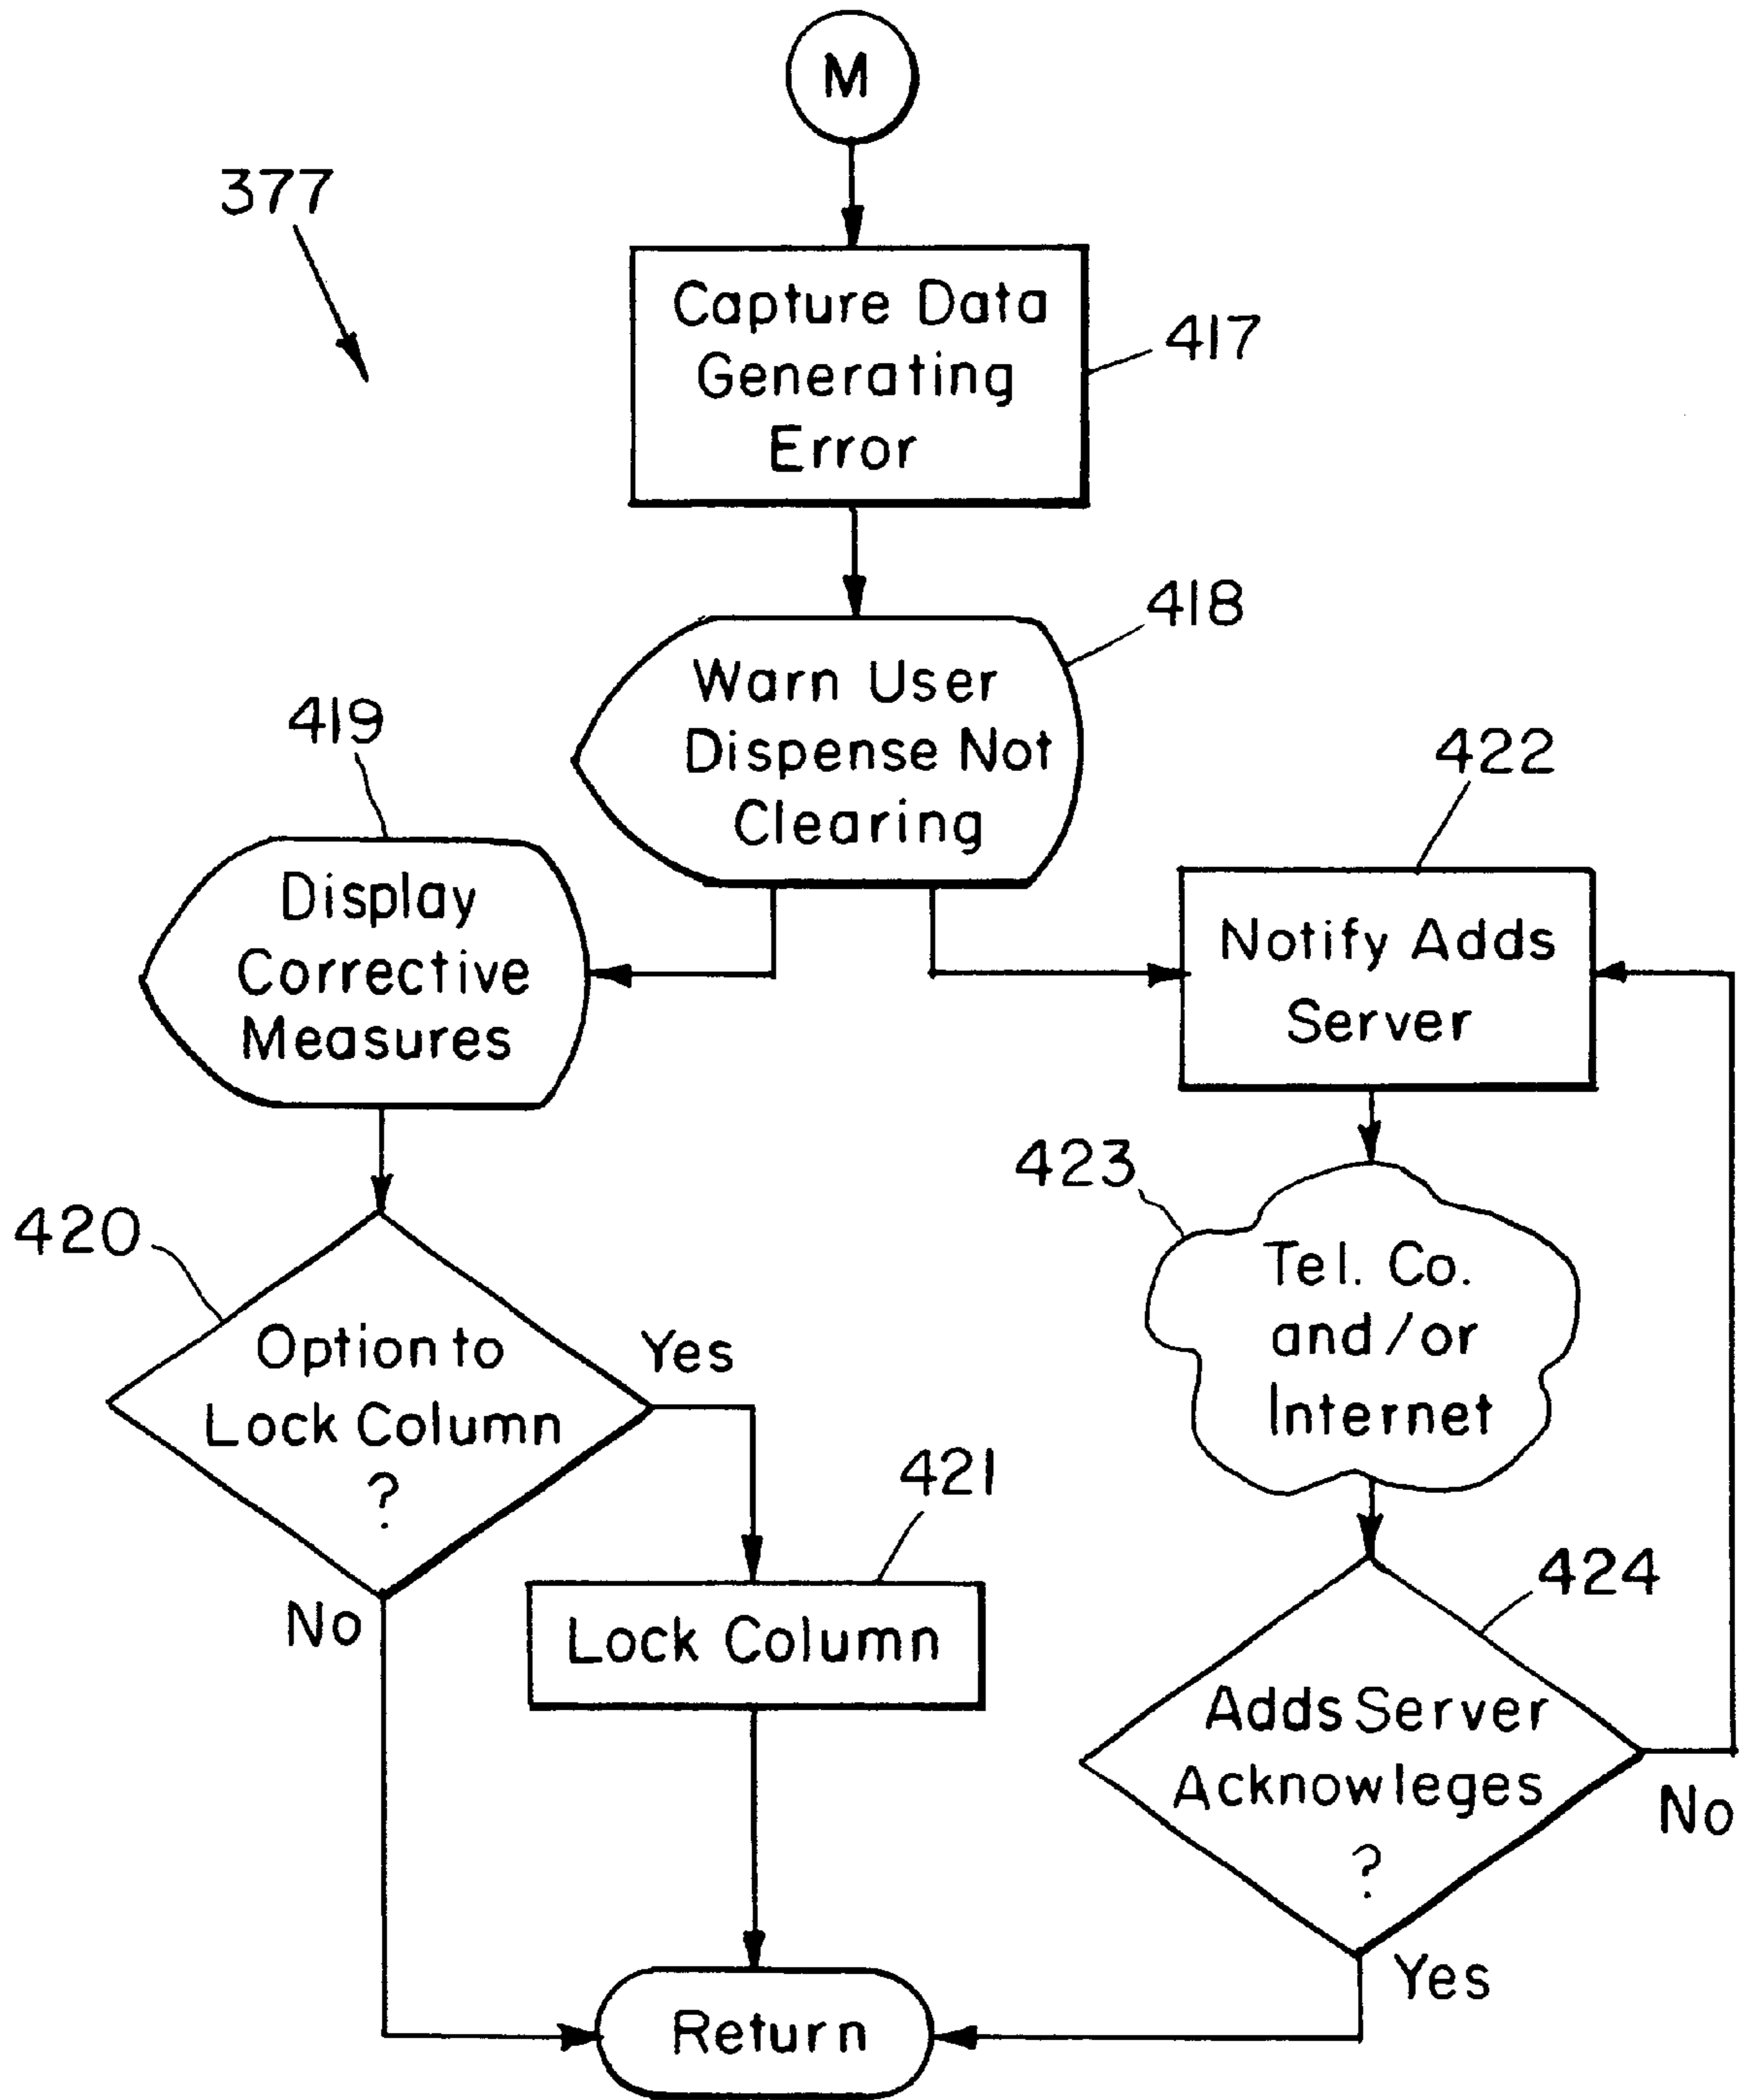 M
377
Capture Data
Generating
Error
417
418
Warn User
Dispense Not
Clearing
419
Display
Corrective
Measures
422
Notify Adds
Server
423
Tel. Co.
and/or
Internet
420
Option to
Lock Column
?
Yes
No
421
Lock Column
424
Adds Server
Acknowleges
?
No
Yes
Return